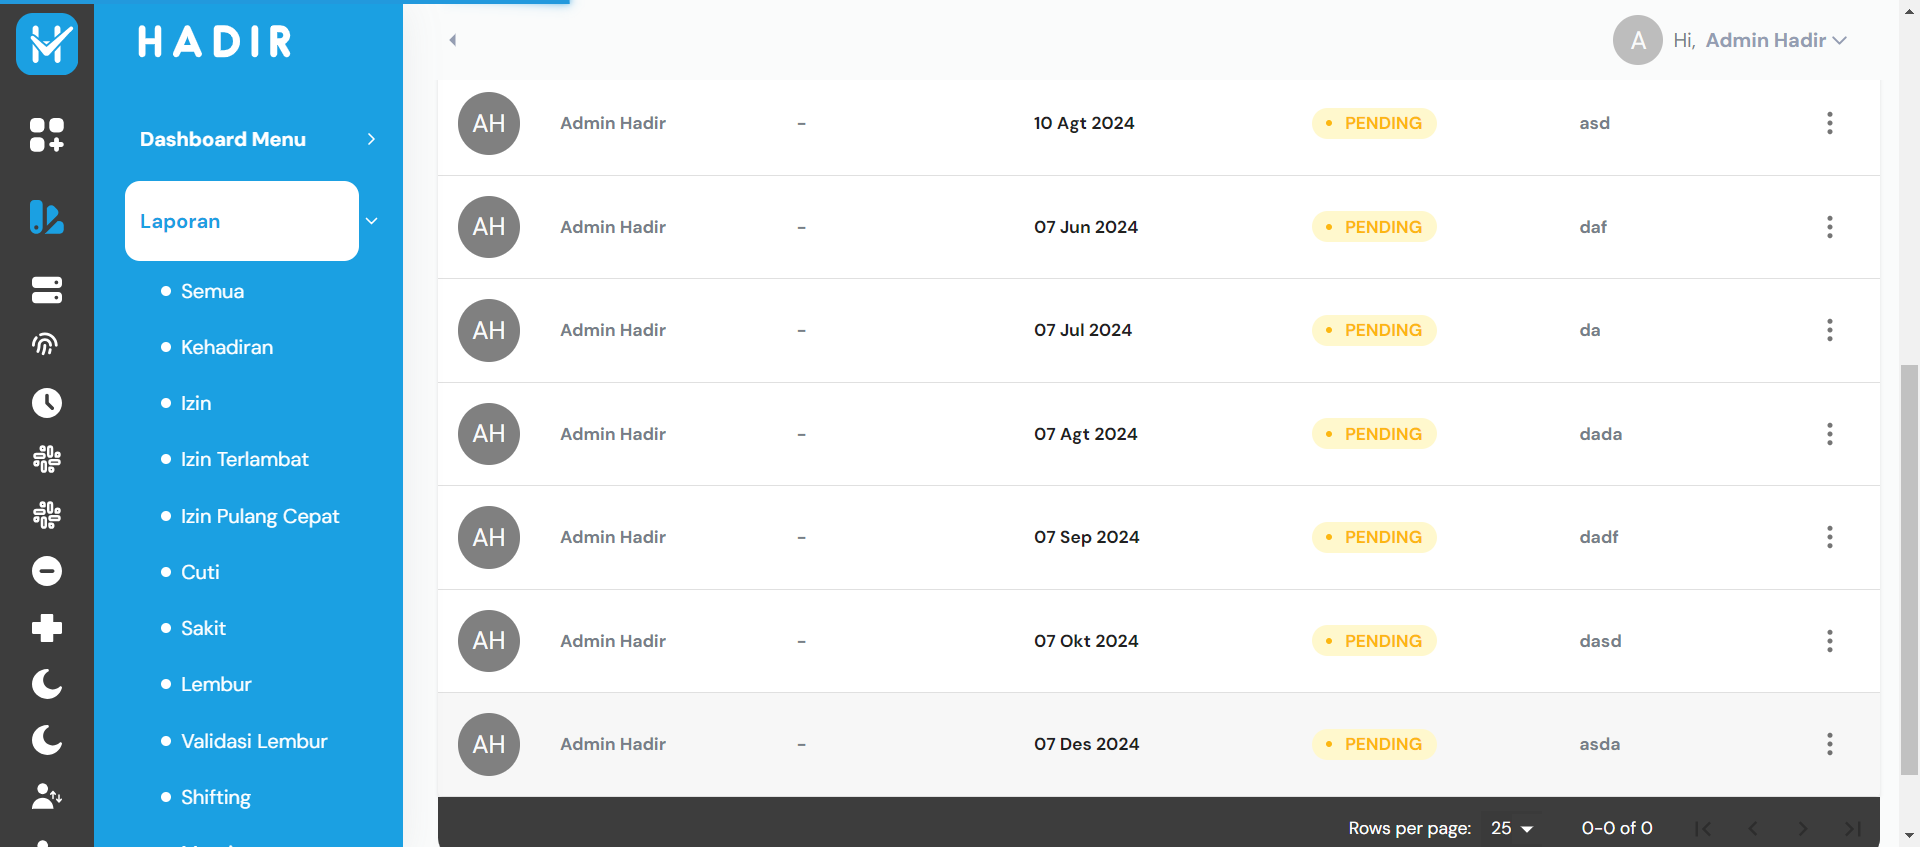 HADIR
Dashboard Menu
Laporan
Semua
Kehadiran
Izin
Izin Terlambat
Izin Pulang Cepat
Cuti
Sakit
Lembur
Validasi Lembur
Shifting
A Hi, Admin Hadir
AH Admin Hadir - 10 Agt 2024 PENDING asd
AH Admin Hadir - 07 Jun 2024 PENDING daf
AH Admin Hadir - 07 Jul 2024 PENDING da
AH Admin Hadir - 07 Agt 2024 PENDING dada
AH Admin Hadir - 07 Sep 2024 PENDING dadf
AH Admin Hadir - 07 Okt 2024 PENDING dasd
AH Admin Hadir - 07 Des 2024 PENDING asda
Rows per page: 25 0-0 of 0